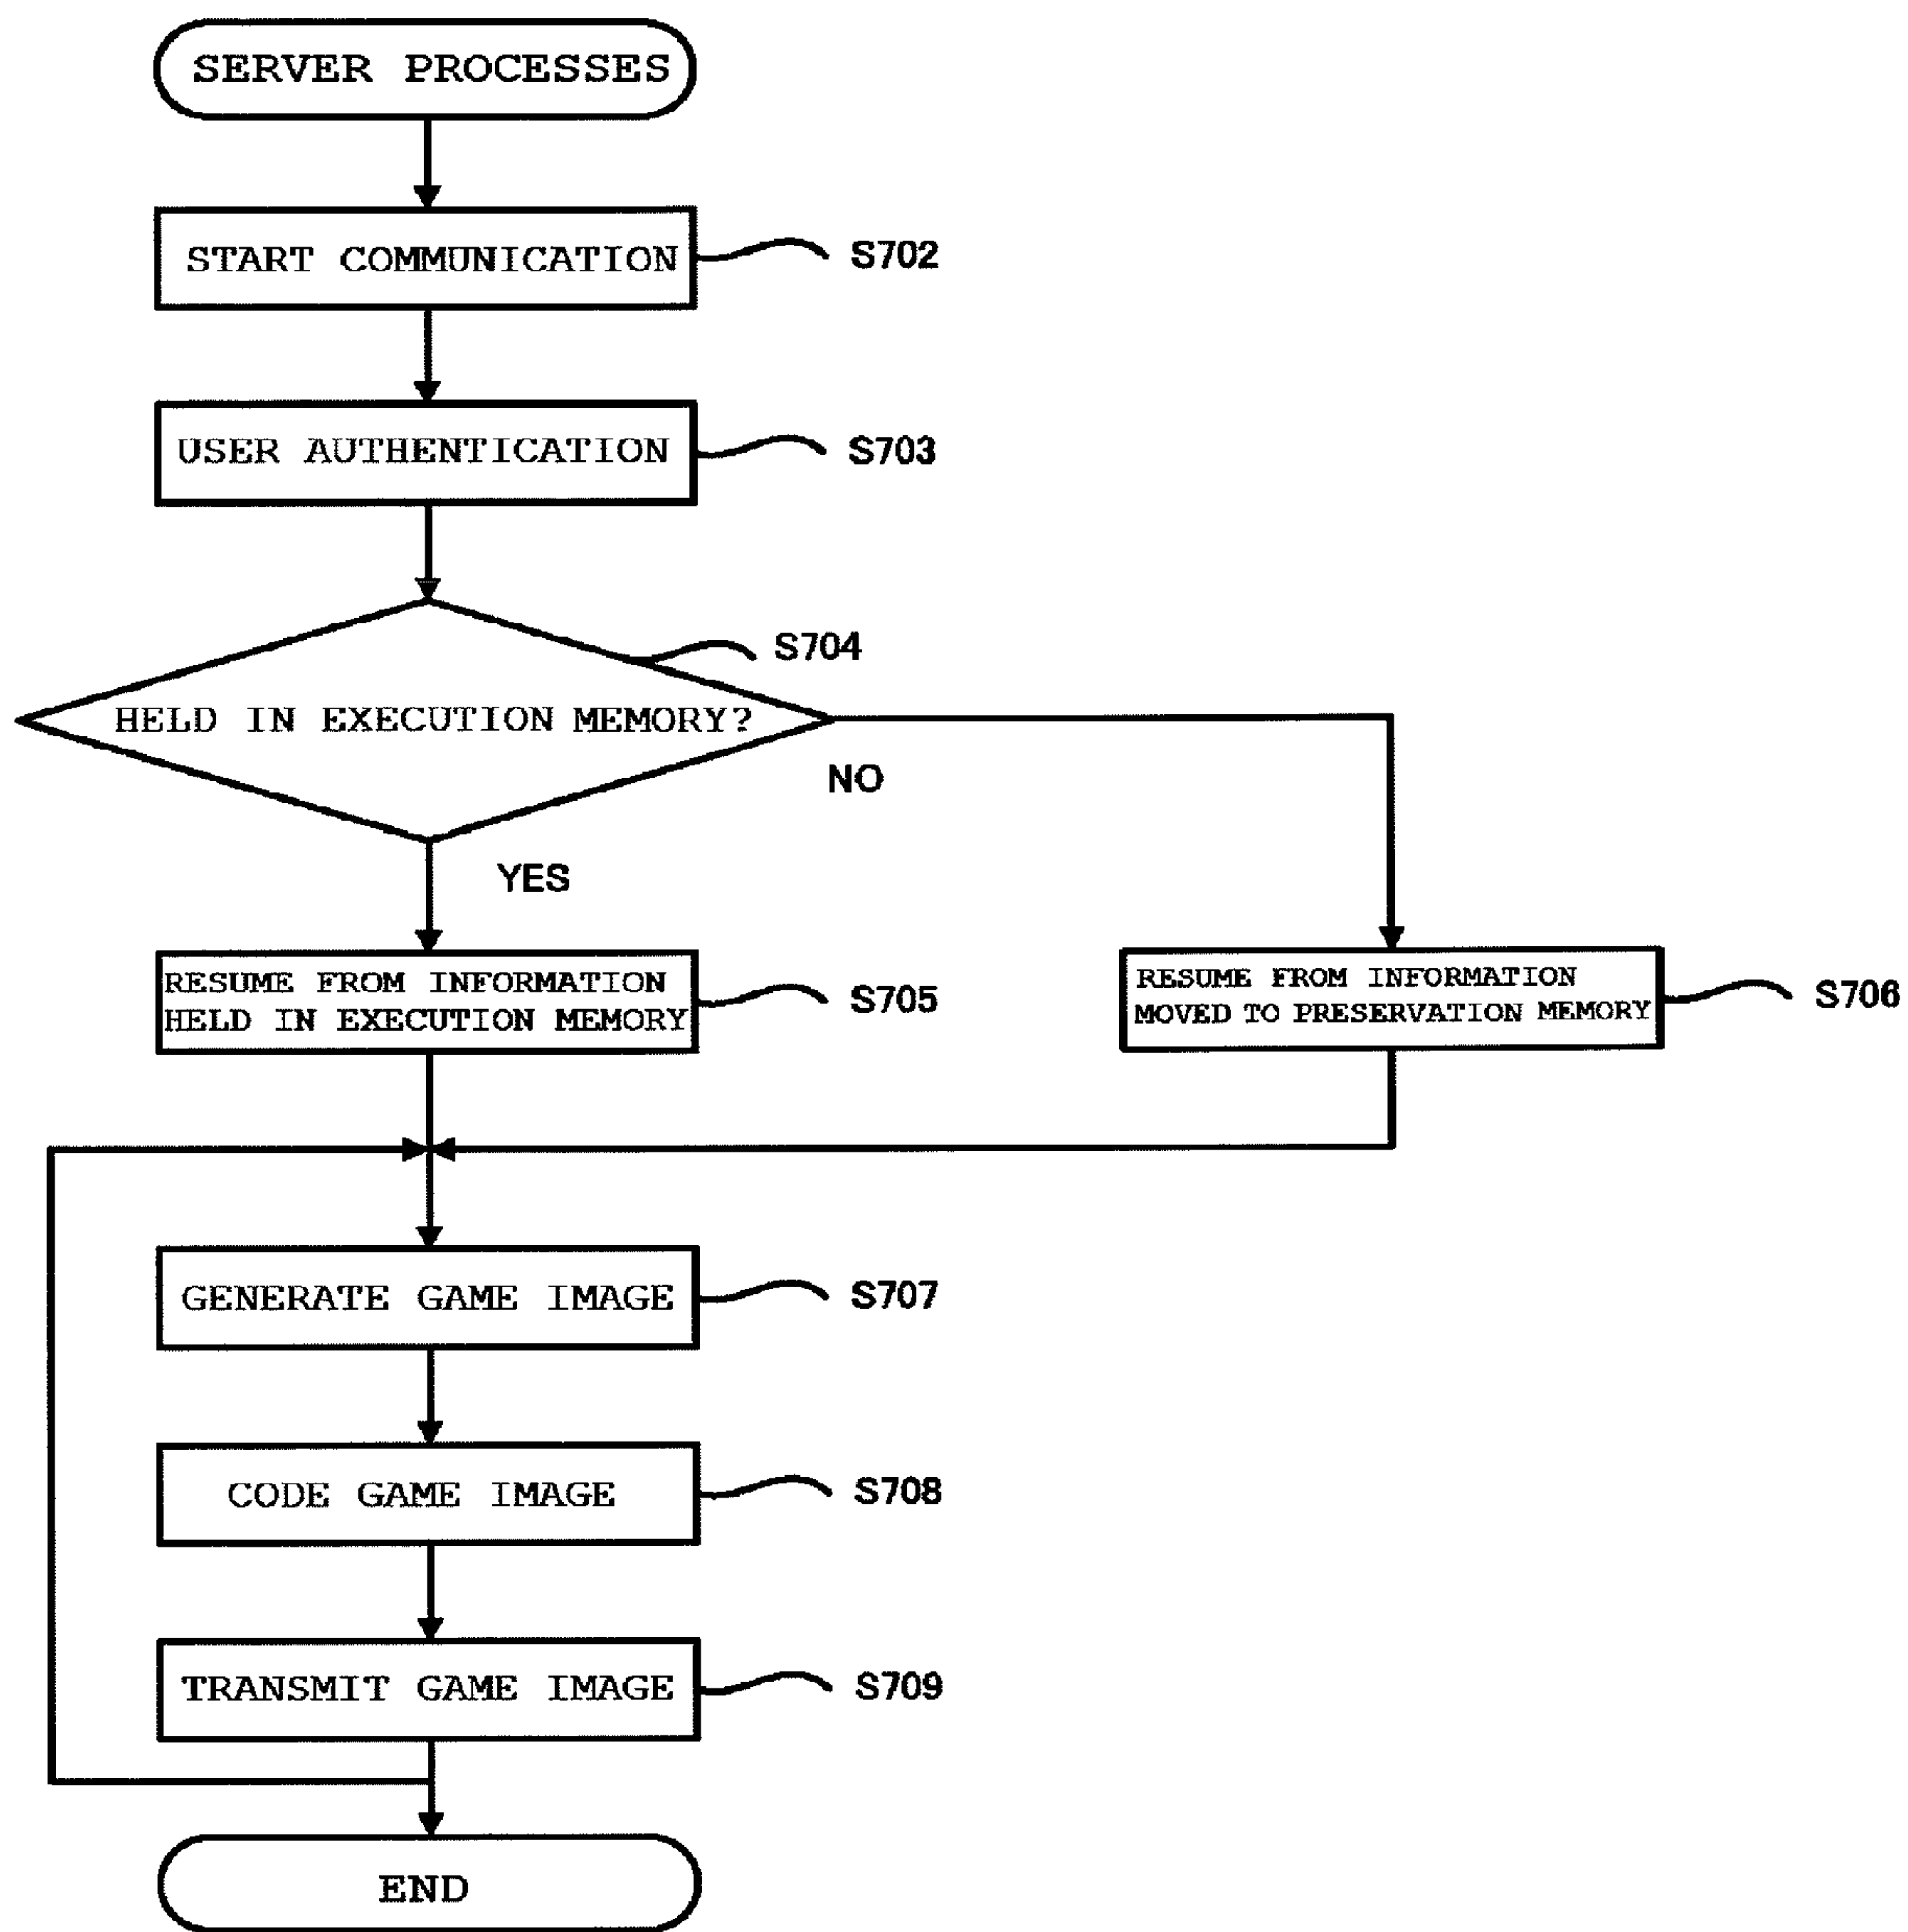 SERVER PROCESSES
START COMMUNICATION
S702
USER AUTHENTICATION
S703
S704
HELD IN EXECUTION MEMORY?
NO
YES
RESUME FROM INFORMATION
HELD IN EXECUTION MEMORY
S705
RESUME FROM INFORMATION
MOVED TO PRESERVATION MEMORY
S706
GENERATE GAME IMAGE
S707
CODE GAME IMAGE
S708
TRANSMIT GAME IMAGE
S709
END